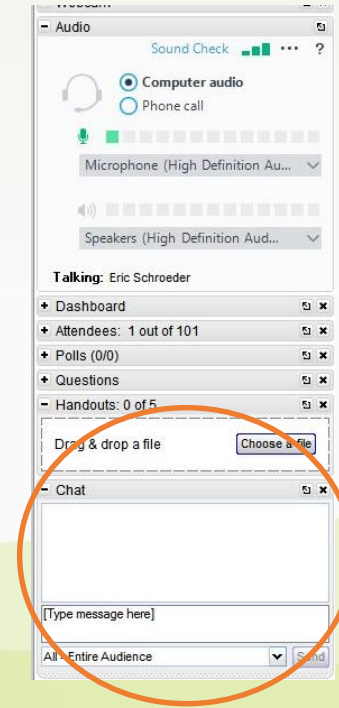 Audio
Sound Check ?
Computer audio
Phone call
Microphone (High Definition Au...
Speakers (High Definition Aud...
Talking: Eric Schroeder
Dashboard
Attendees: 1 out of 101
Polls (0/0)
Questions
Handouts: 0 of 5
Drag & drop a file Choose a file
Chat
[Type message here]
All - Entire Audience Send